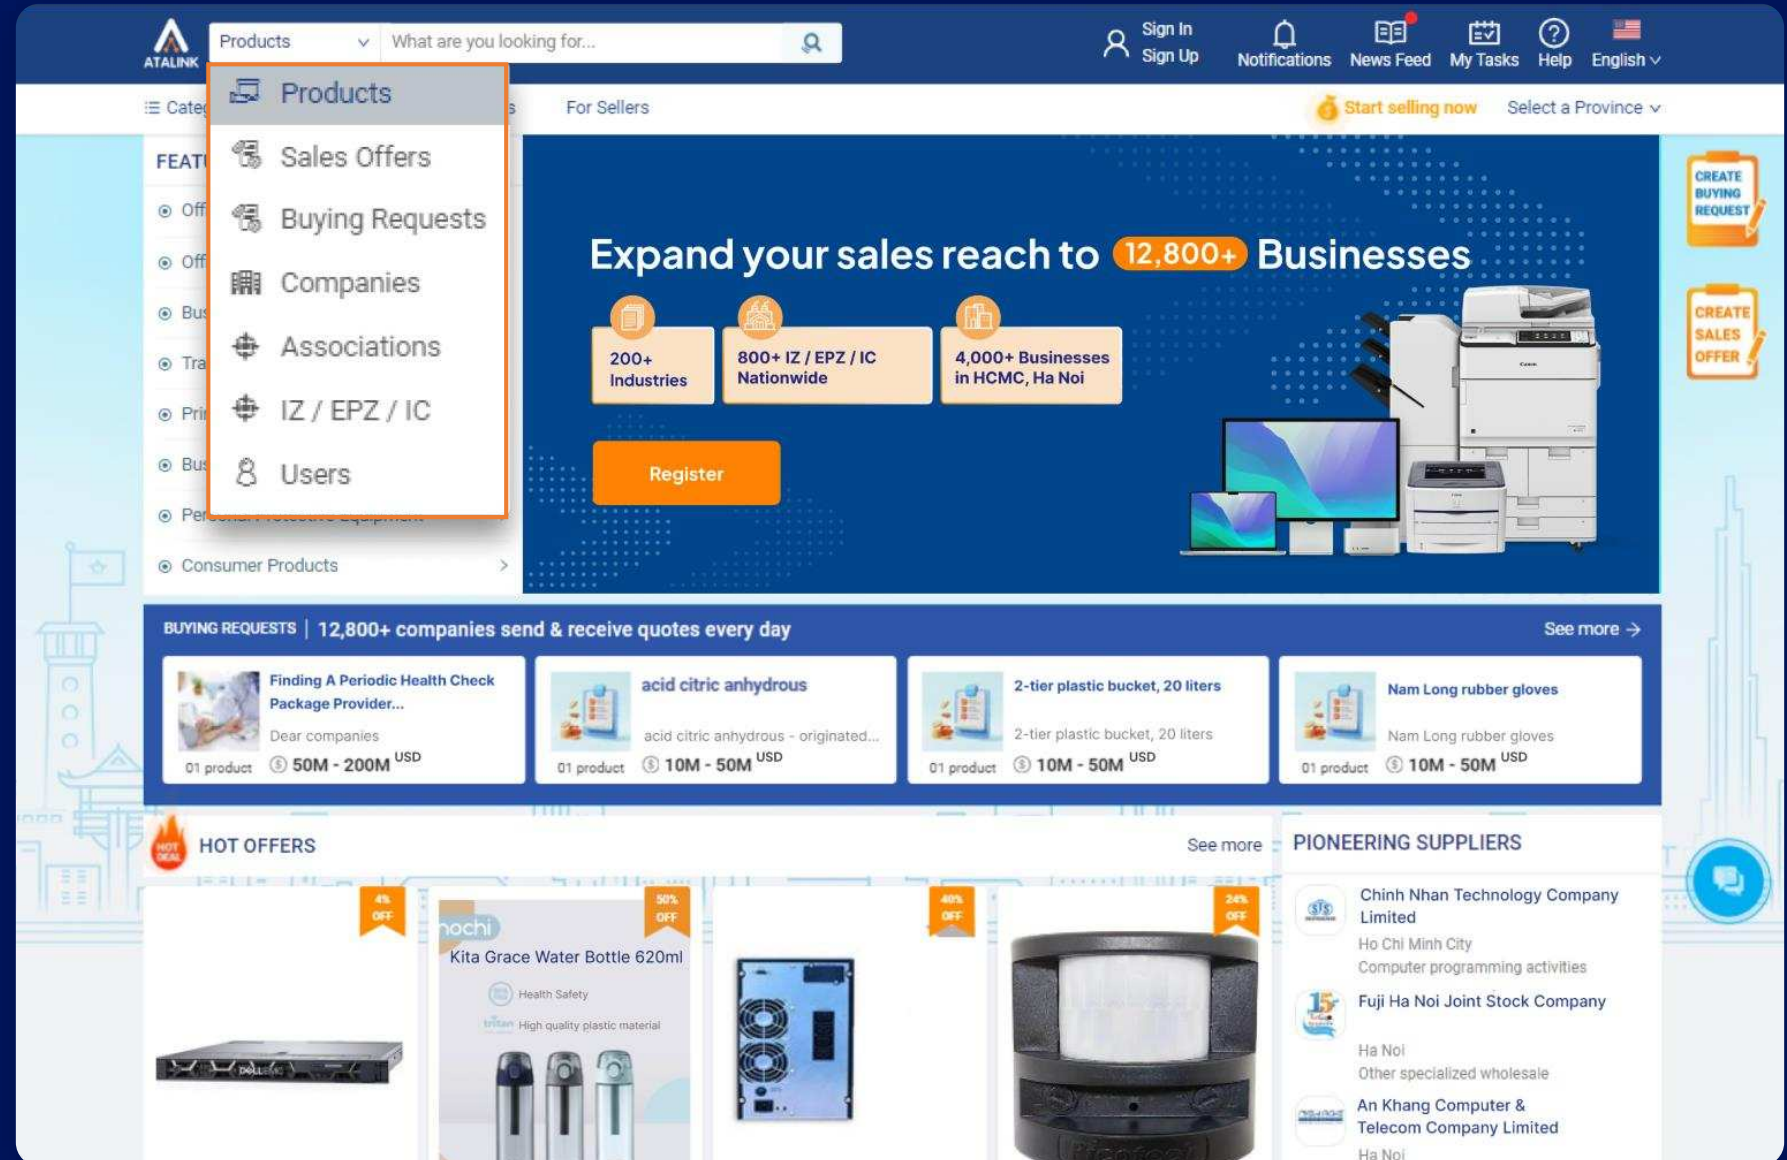 ATALINK
Products
What are you looking for...
Sign In
Sign Up
Notifications
News Feed
My Tasks
Help
English
Products
Sales Offers
Buying Requests
Companies
Associations
IZ / EPZ / IC
Users
For Sellers
Start selling now
Select a Province
Consumer Products
Expand your sales reach to 12,800+ Businesses
200+
Industries
800+ IZ / EPZ / IC
Nationwide
4,000+ Businesses
in HCMC, Ha Noi
Register
Canon
CREATE
BUYING
REQUEST
CREATE
SALES
OFFER
BUYING REQUESTS | 12,800+ companies send & receive quotes every day
See more →
Finding A Periodic Health Check
Package Provider...
Dear companies
01 product
50M - 200M USD
acid citric anhydrous
acid citric anhydrous - originated...
01 product
10M - 50M USD
2-tier plastic bucket, 20 liters
2-tier plastic bucket, 20 liters
01 product
10M - 50M USD
Nam Long rubber gloves
Nam Long rubber gloves
01 product
10M - 50M USD
HOT
DEAL
HOT OFFERS
See more
4%
OFF
DELLEMC
50%
OFF
nochi
Kita Grace Water Bottle 620ml
Health Safety
tritan
High quality plastic material
40%
OFF
24%
OFF
PIONEERING SUPPLIERS
Chinh Nhan Technology Company
Limited
Ho Chi Minh City
Computer programming activities
Fuji Ha Noi Joint Stock Company
Ha Noi
Other specialized wholesale
An Khang Computer &
Telecom Company Limited
Ha Noi